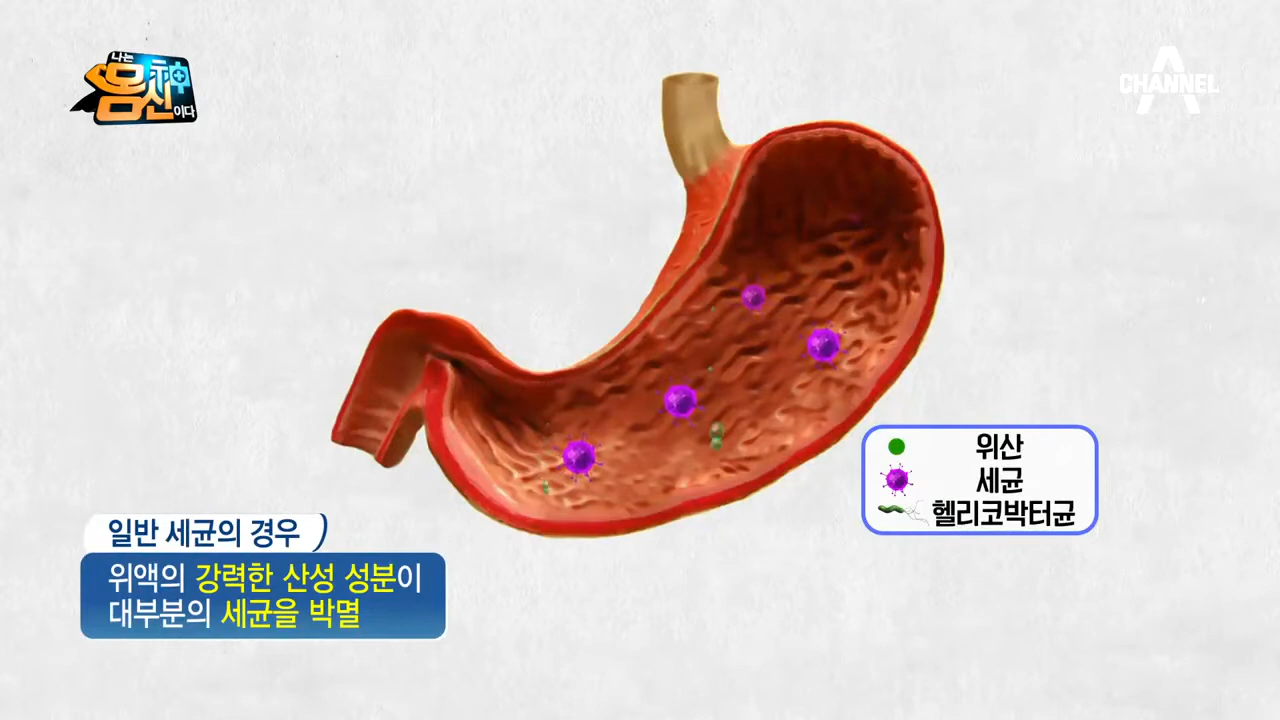 나는
몸神
신이다
CHANNEL A
위산
세균
헬리코박터균
일반 세균의 경우
위액의 강력한 산성 성분이
대부분의 세균을 박멸